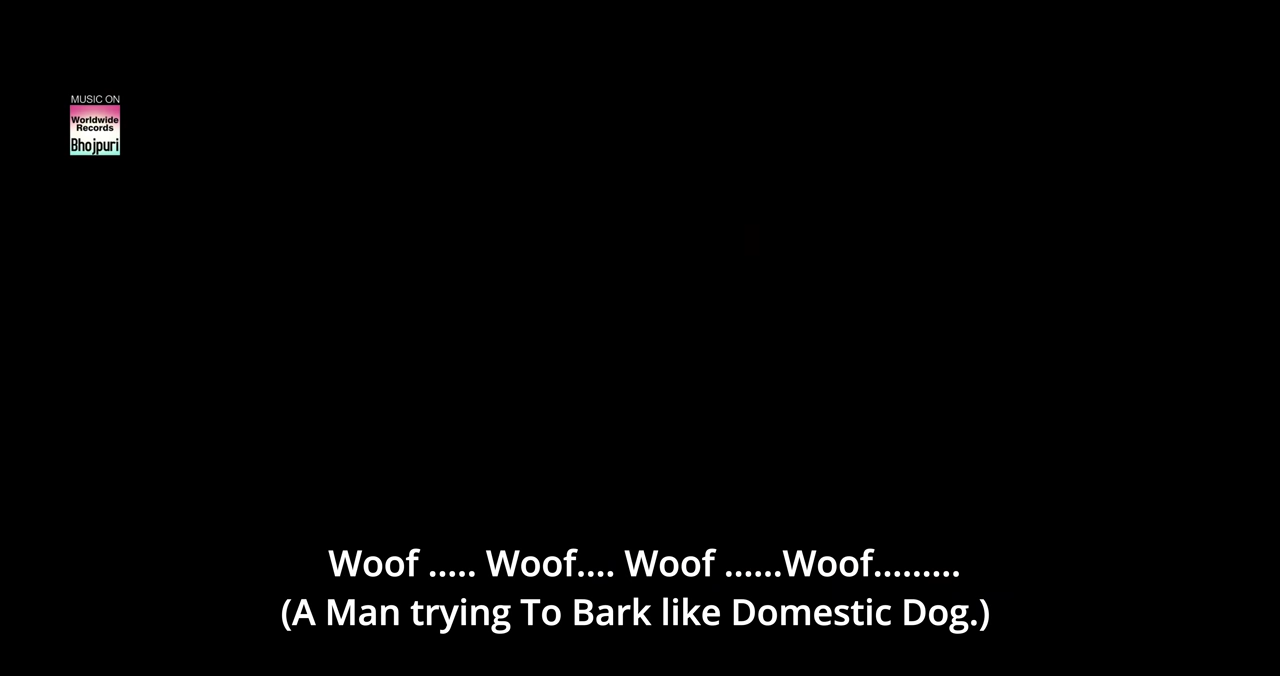 MUSIC ON
Worldwide
Records
Bhojpuri
Woof ..... Woof.... Woof ......Woof.........
(A Man trying To Bark like Domestic Dog.)